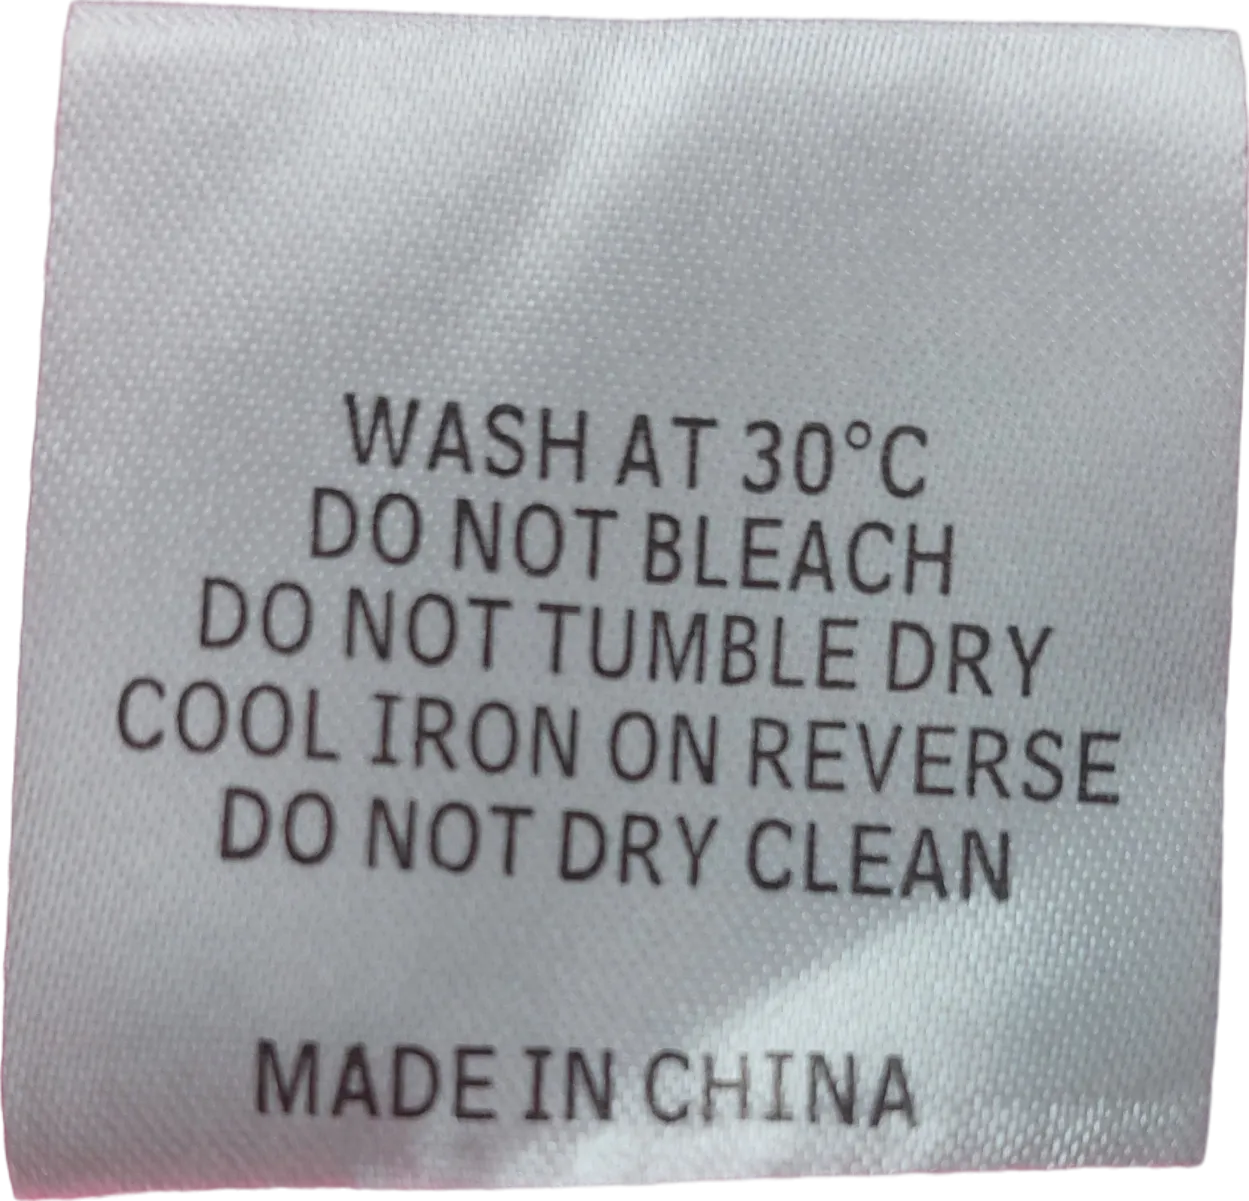 WASH AT 30°C
DO NOT BLEACH
DO NOT TUMBLE DRY
COOL IRON ON REVERSE
DO NOT DRY CLEAN
MADE IN CHINA